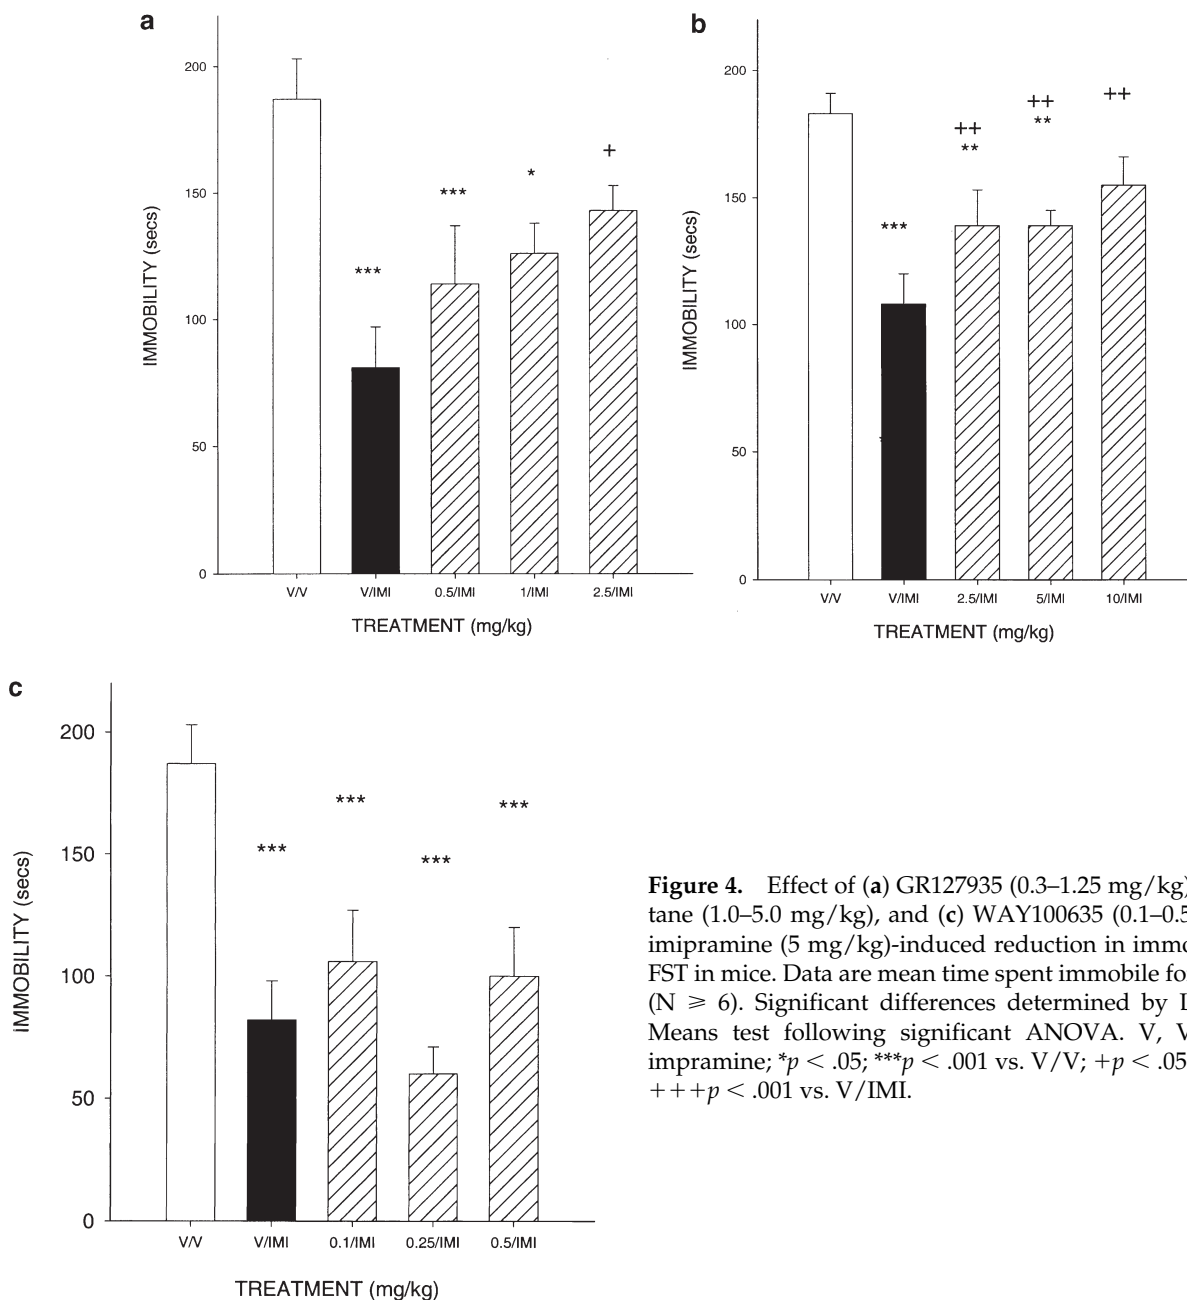 a
200
150
100
50
0
IMMOBILITY (secs)
***
***
*
+
V/V V/IMI 0.5/IMI 1/IMI 2.5/IMI
TREATMENT (mg/kg)
b
200
150
100
50
0
IMMOBILITY (secs)
***
++
**
++
**
++
V/V V/IMI 2.5/IMI 5/IMI 10/IMI
TREATMENT (mg/kg)
c
200
150
100
50
0
IMMOBILITY (secs)
***
***
***
***
V/V V/IMI 0.1/IMI 0.25/IMI 0.5/IMI
TREATMENT (mg/kg)
Figure 4. Effect of (a) GR127935 (0.3–1.25 mg/kg)
tane (1.0–5.0 mg/kg), and (c) WAY100635 (0.1–0.5
imipramine (5 mg/kg)-induced reduction in immo
FST in mice. Data are mean time spent immobile fo
(N ⩾ 6). Significant differences determined by L
Means test following significant ANOVA. V, V
impramine; *p < .05; ***p < .001 vs. V/V; +p < .05
+++p < .001 vs. V/IMI.